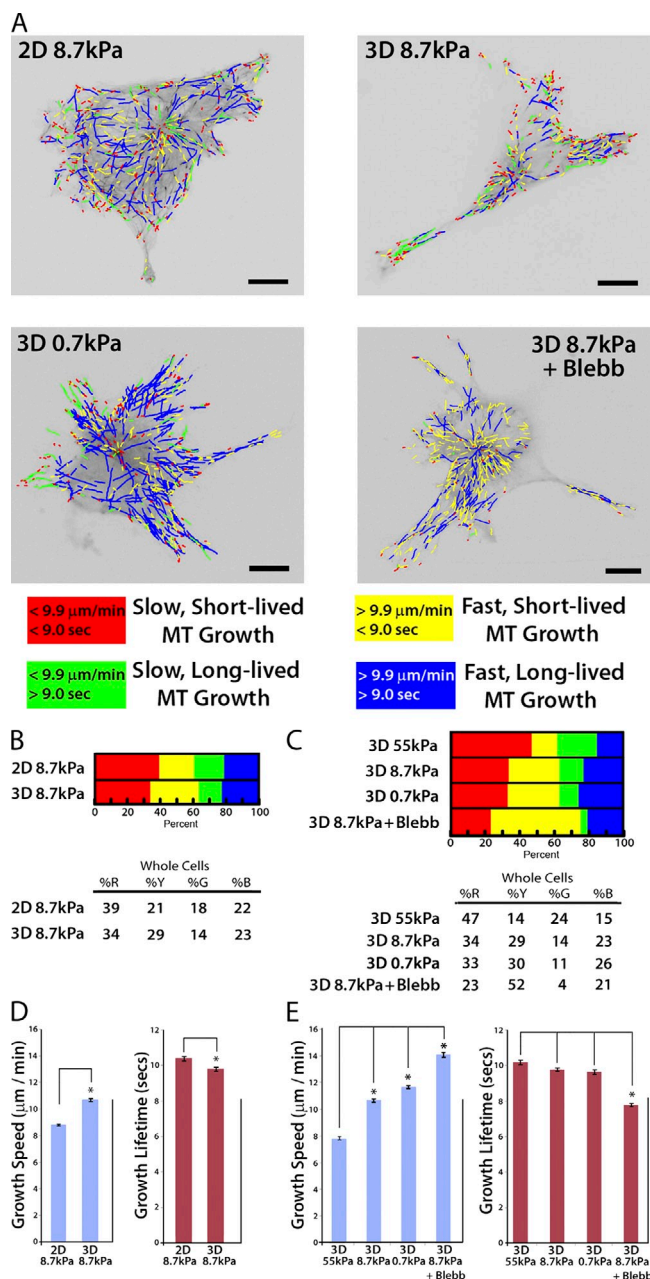 A
2D 8.7kPa
3D 8.7kPa
3D 0.7kPa
3D 8.7kPa
+ Blebb
< 9.9 μm/min
< 9.0 sec
Slow, Short-lived
MT Growth
> 9.9 μm/min
< 9.0 sec
Fast, Short-lived
MT Growth
< 9.9 μm/min
> 9.0 sec
Slow, Long-lived
MT Growth
> 9.9 μm/min
> 9.0 sec
Fast, Long-lived
MT Growth
B
2D 8.7kPa
3D 8.7kPa
0 20 40 60 80 100
Percent
Whole Cells
%R %Y %G %B
2D 8.7kPa 39 21 18 22
3D 8.7kPa 34 29 14 23
C
3D 55kPa
3D 8.7kPa
3D 0.7kPa
3D 8.7kPa+Blebb
0 20 40 60 80 100
Percent
Whole Cells
%R %Y %G %B
3D 55kPa 47 14 24 15
3D 8.7kPa 34 29 14 23
3D 0.7kPa 33 30 11 26
3D 8.7kPa+Blebb 23 52 4 21
D
Growth Speed (μm / min)
16
14
12
10
8
6
4
2
0
*
2D 8.7kPa
3D 8.7kPa
Growth Lifetime (secs)
12
10
8
6
4
2
0
*
2D 8.7kPa
3D 8.7kPa
E
Growth Speed (μm / min)
16
14
12
10
8
6
4
2
0
* * *
3D 55kPa
3D 8.7kPa
3D 0.7kPa
3D 8.7kPa + Blebb
Growth Lifetime (secs)
12
10
8
6
4
2
0
*
3D 55kPa
3D 8.7kPa
3D 0.7kPa
3D 8.7kPa + Blebb